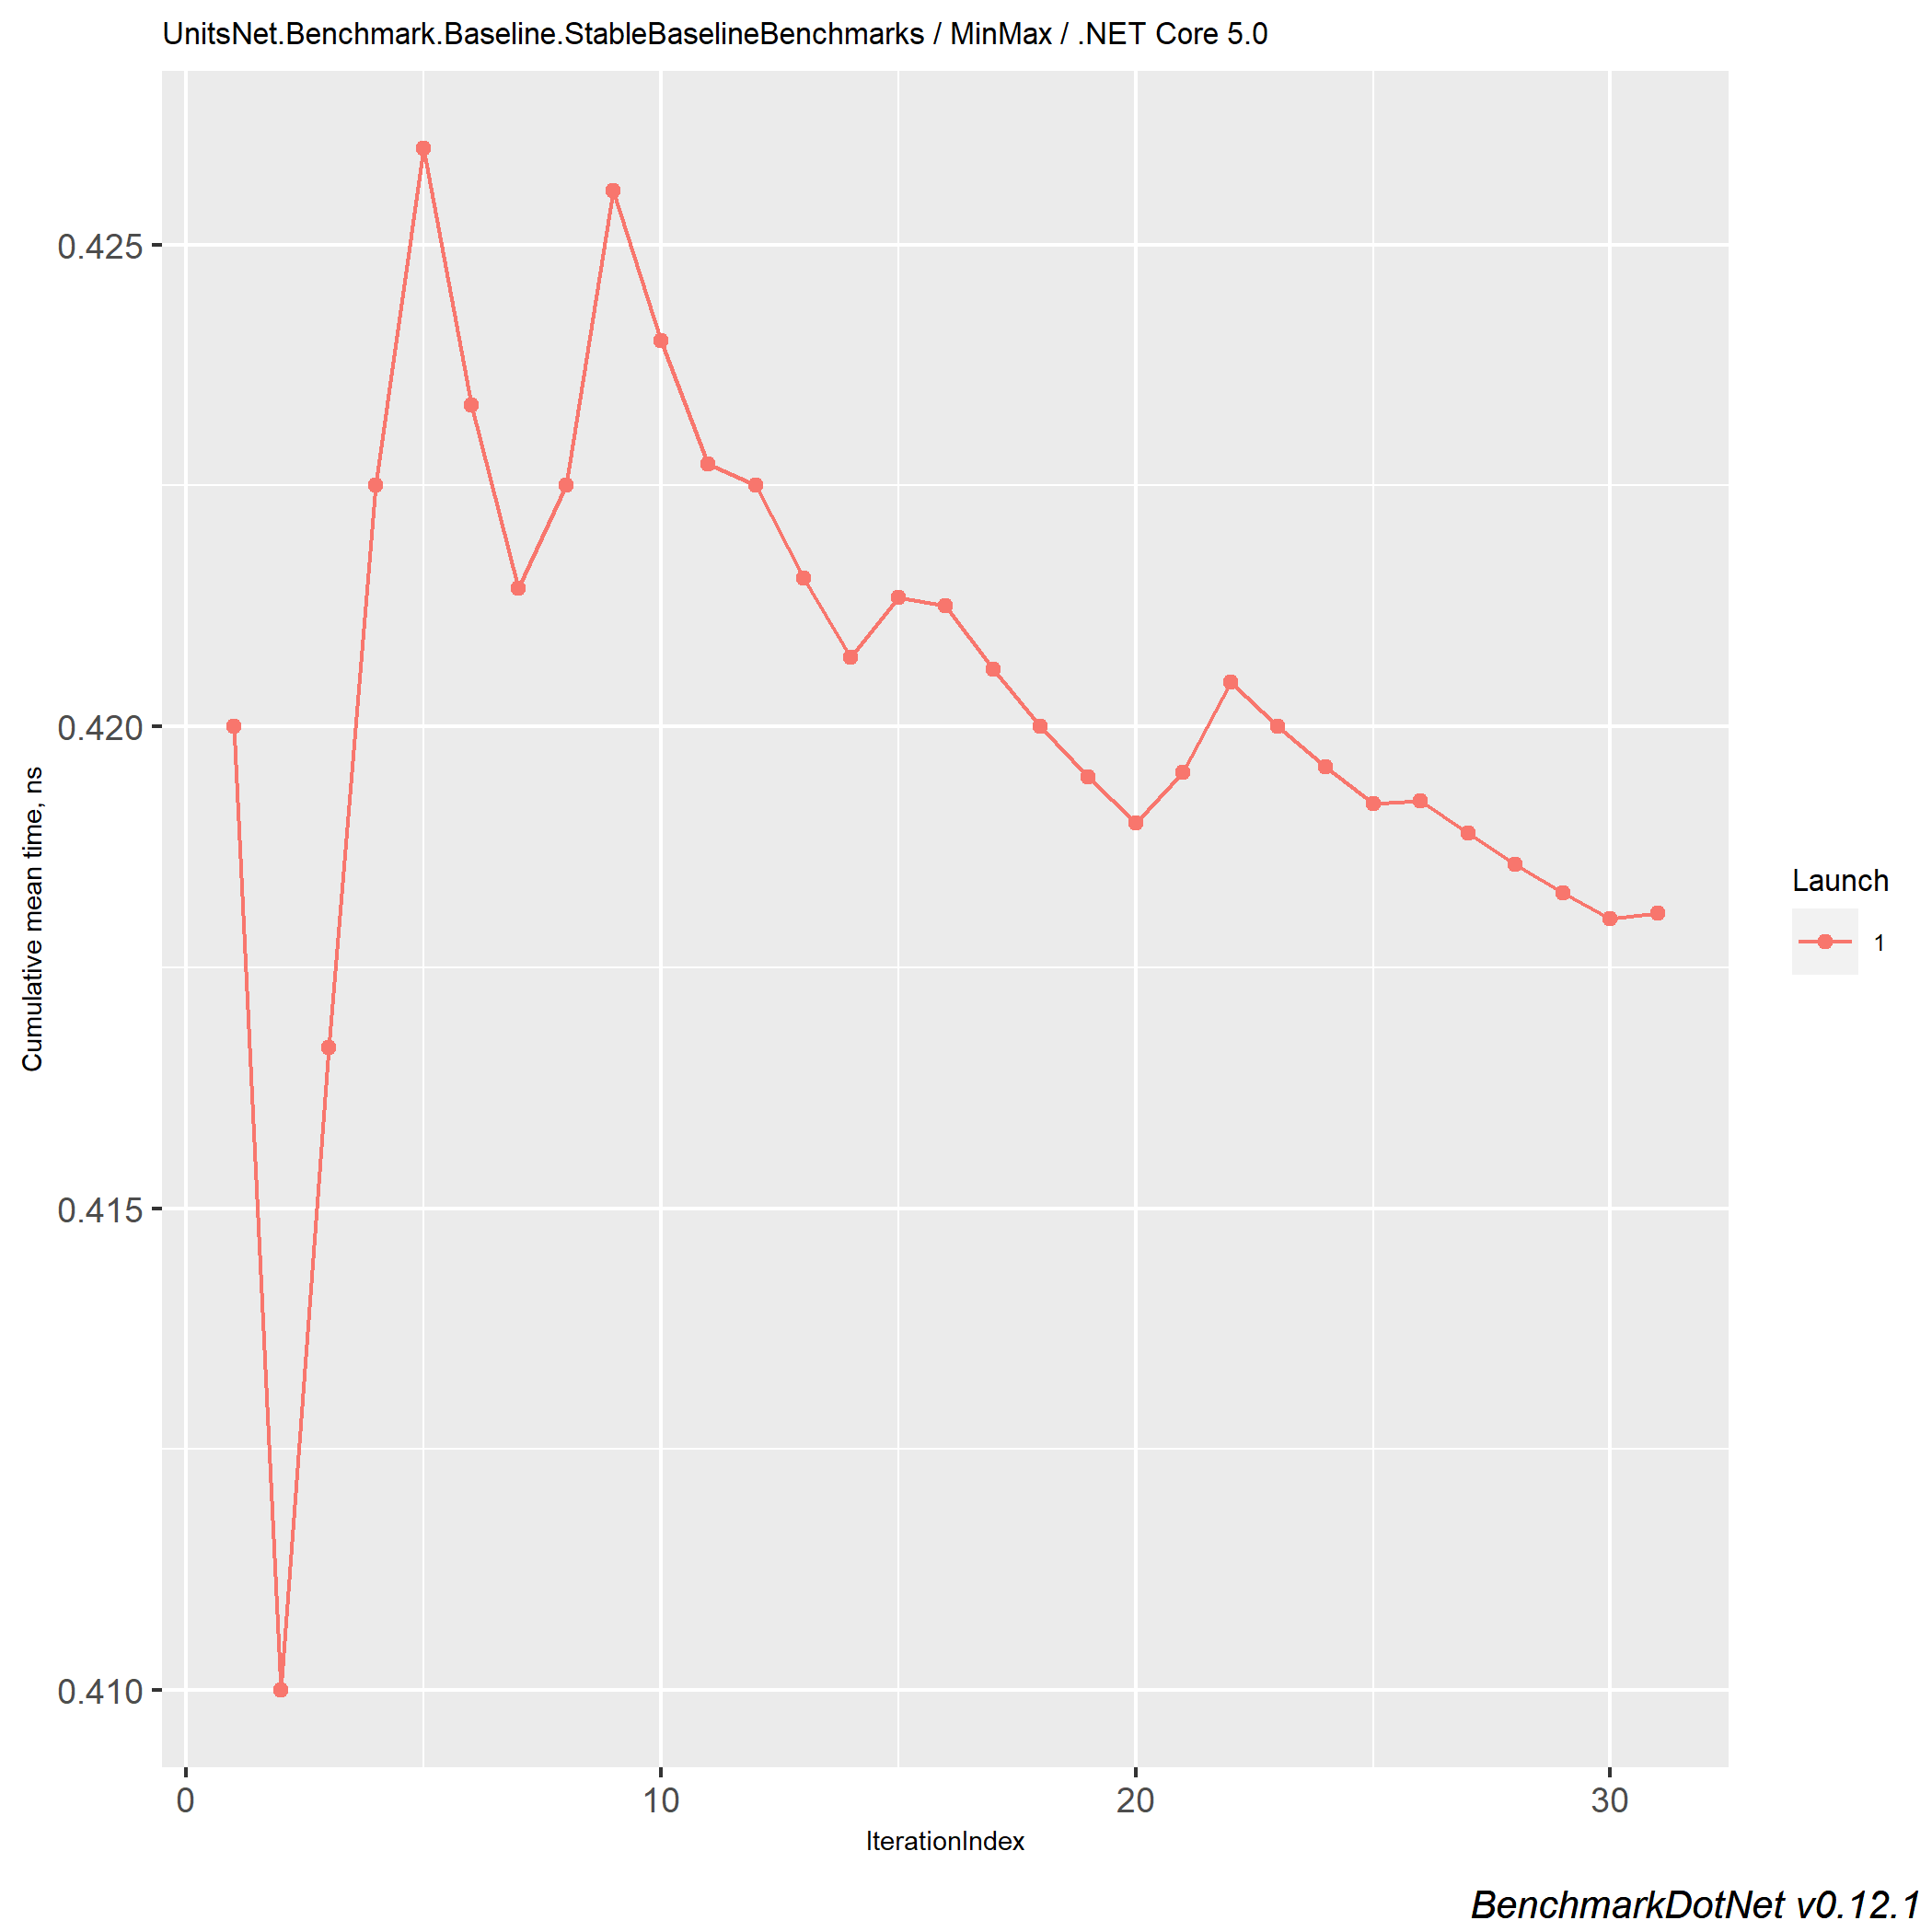 UnitsNet.Benchmark.Baseline.StableBaselineBenchmarks / MinMax / .NET Core 5.0
0.425
0.420
0.415
0.410
Cumulative mean time, ns
0
10
20
30
IterationIndex
Launch
1
BenchmarkDotNet v0.12.1